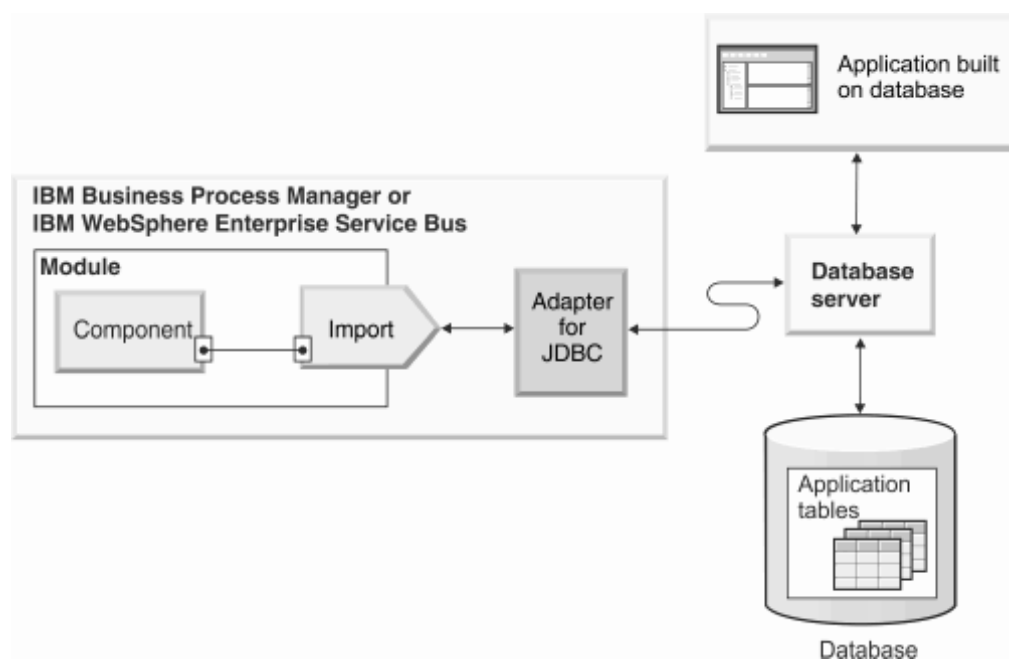 Application built
on database
IBM Business Process Manager or
IBM WebSphere Enterprise Service Bus
Module
Component
Import
Adapter
for
JDBC
Database
server
Application
tables
Database